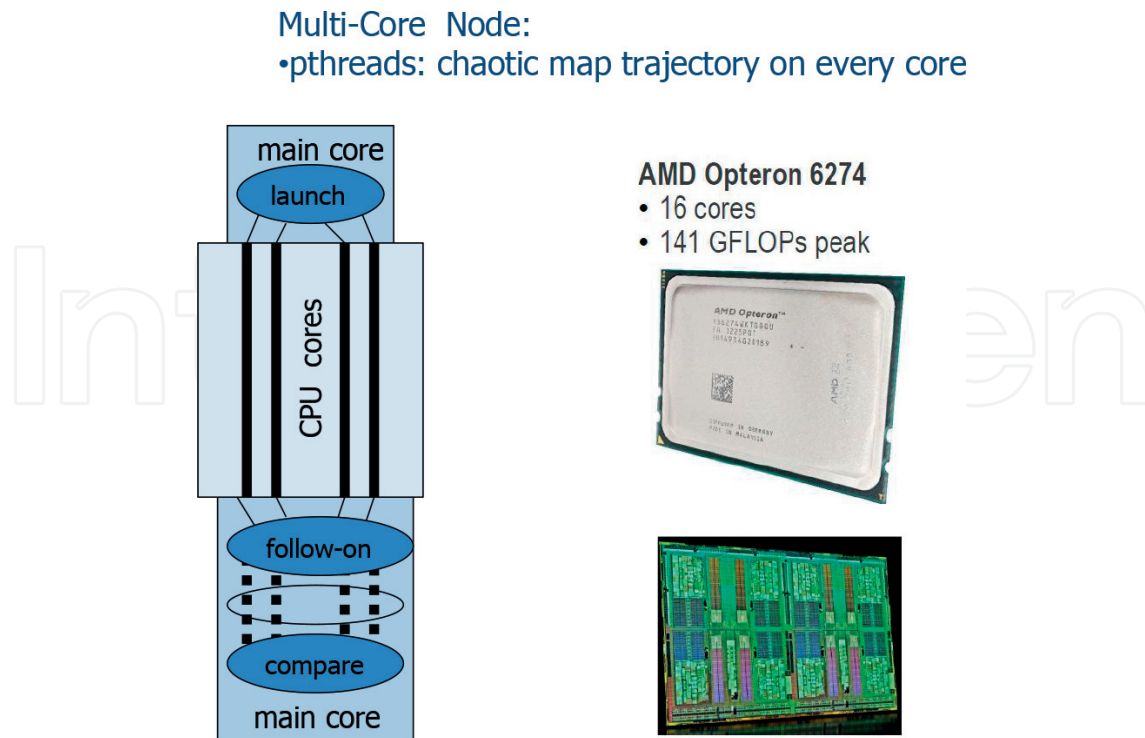 Multi-Core Node:
•pthreads: chaotic map trajectory on every core
main core
launch
CPU cores
follow-on
compare
main core
AMD Opteron 6274
• 16 cores
• 141 GFLOPs peak
AMD Opteron™